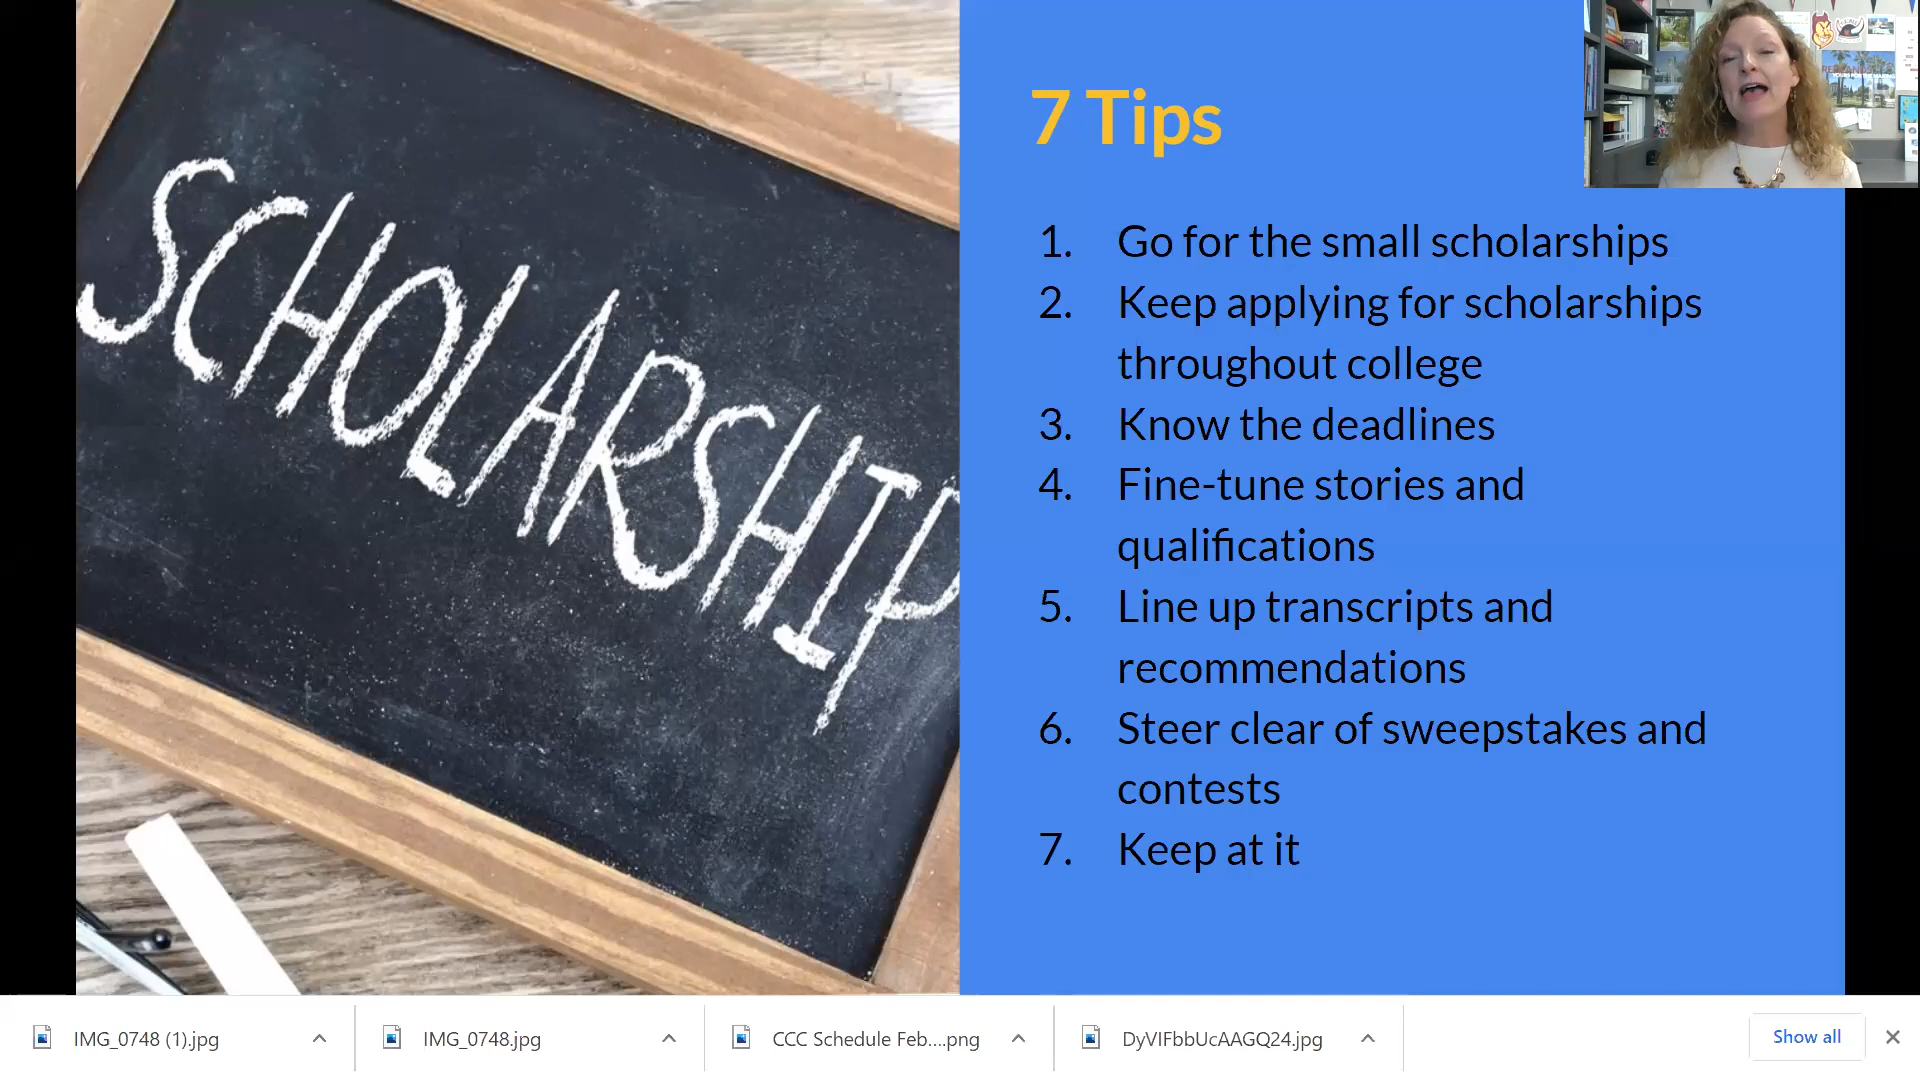 SCHOLARSHIP
7 Tips
1. Go for the small scholarships
2. Keep applying for scholarships
throughout college
3. Know the deadlines
4. Fine-tune stories and
qualifications
5. Line up transcripts and
recommendations
6. Steer clear of sweepstakes and
contests
7. Keep at it
IMG_0748 (1).jpg
IMG_0748.jpg
CCC Schedule Feb....png
DyVIFbbUcAAGQ24.jpg
Show all